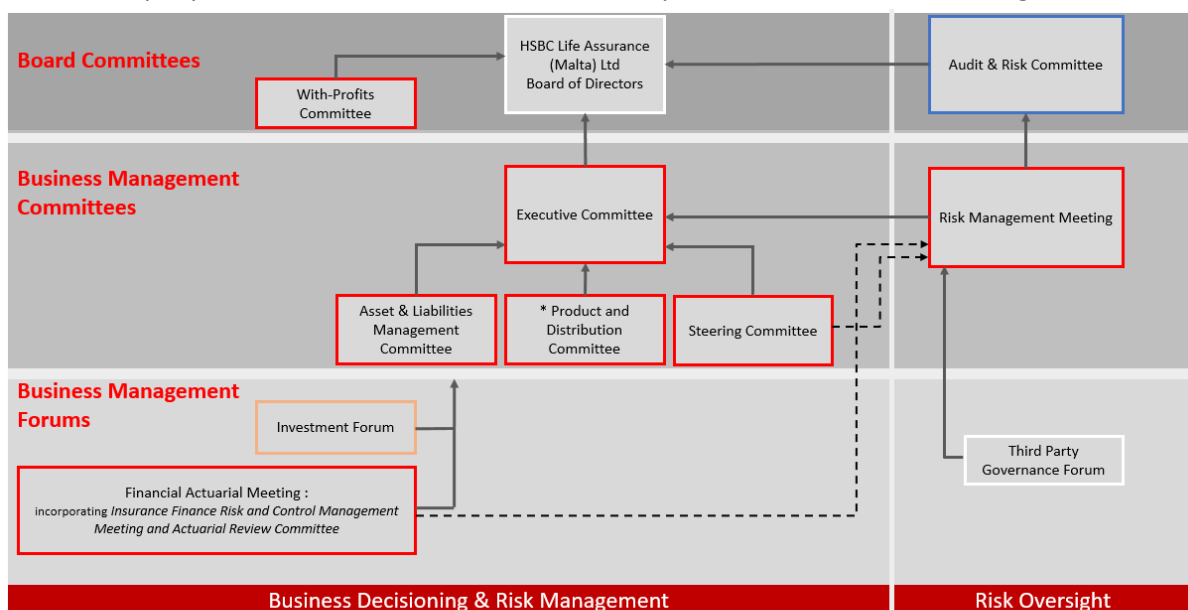 Board Committees
HSBC Life Assurance
(Malta) Ltd
Board of Directors
Audit & Risk Committee
With-Profits
Committee
Business Management
Committees
Executive Committee
Risk Management Meeting
Asset & Liabilities
Management
Committee
* Product and
Distribution
Committee
Steering Committee
Business Management
Forums
Investment Forum
Third Party
Governance Forum
Financial Actuarial Meeting :
incorporating Insurance Finance Risk and Control Management
Meeting and Actuarial Review Committee
Business Decisioning & Risk Management
Risk Oversight